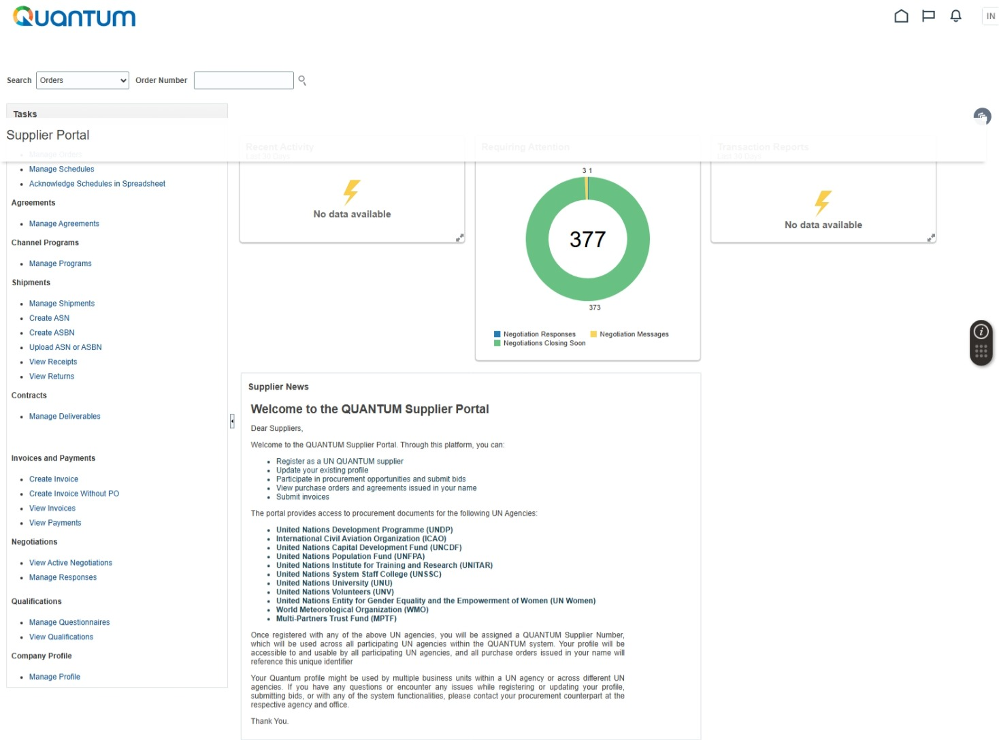 QUANTUM
IN
Search Orders Order Number
Tasks
Supplier Portal
Manage Orders
Manage Schedules
Acknowledge Schedules in Spreadsheet
Agreements
Manage Agreements
Channel Programs
Manage Programs
Shipments
Manage Shipments
Create ASN
Create ASBN
Upload ASN or ASBN
View Receipts
View Returns
Contracts
Manage Deliverables
Invoices and Payments
Create Invoice
Create Invoice Without PO
View Invoices
View Payments
Negotiations
View Active Negotiations
Manage Responses
Qualifications
Manage Questionnaires
View Qualifications
Company Profile
Manage Profile
Recent Activity
Last 30 Days
No data available
Requiring Attention
3 1
377
373
Negotiation Responses Negotiation Messages
Negotiations Closing Soon
Transaction Reports
Last 30 Days
No data available
Supplier News
Welcome to the QUANTUM Supplier Portal
Dear Suppliers,
Welcome to the QUANTUM Supplier Portal. Through this platform, you can:
Register as a UN QUANTUM supplier
Update your existing profile
Participate in procurement opportunities and submit bids
View purchase orders and agreements issued in your name
Submit invoices
The portal provides access to procurement documents for the following UN Agencies:
United Nations Development Programme (UNDP)
International Civil Aviation Organization (ICAO)
United Nations Capital Development Fund (UNCDF)
United Nations Population Fund (UNFPA)
United Nations Institute for Training and Research (UNITAR)
United Nations System Staff College (UNSSC)
United Nations University (UNU)
United Nations Volunteers (UNV)
United Nations Entity for Gender Equality and the Empowerment of Women (UN Women)
World Meteorological Organization (WMO)
Multi-Partners Trust Fund (MPTF)
Once registered with any of the above UN agencies, you will be assigned a QUANTUM Supplier Number,
which will be used across all participating UN agencies within the QUANTUM system. Your profile will be
accessible to and usable by all participating UN agencies, and all purchase orders issued in your name will
reference this unique identifier
Your Quantum profile might be used by multiple business units within a UN agency or across different UN
agencies. If you have any questions or encounter any issues while registering or updating your profile,
submitting bids, or with any of the system functionalities, please contact your procurement counterpart at the
respective agency and office.
Thank You.